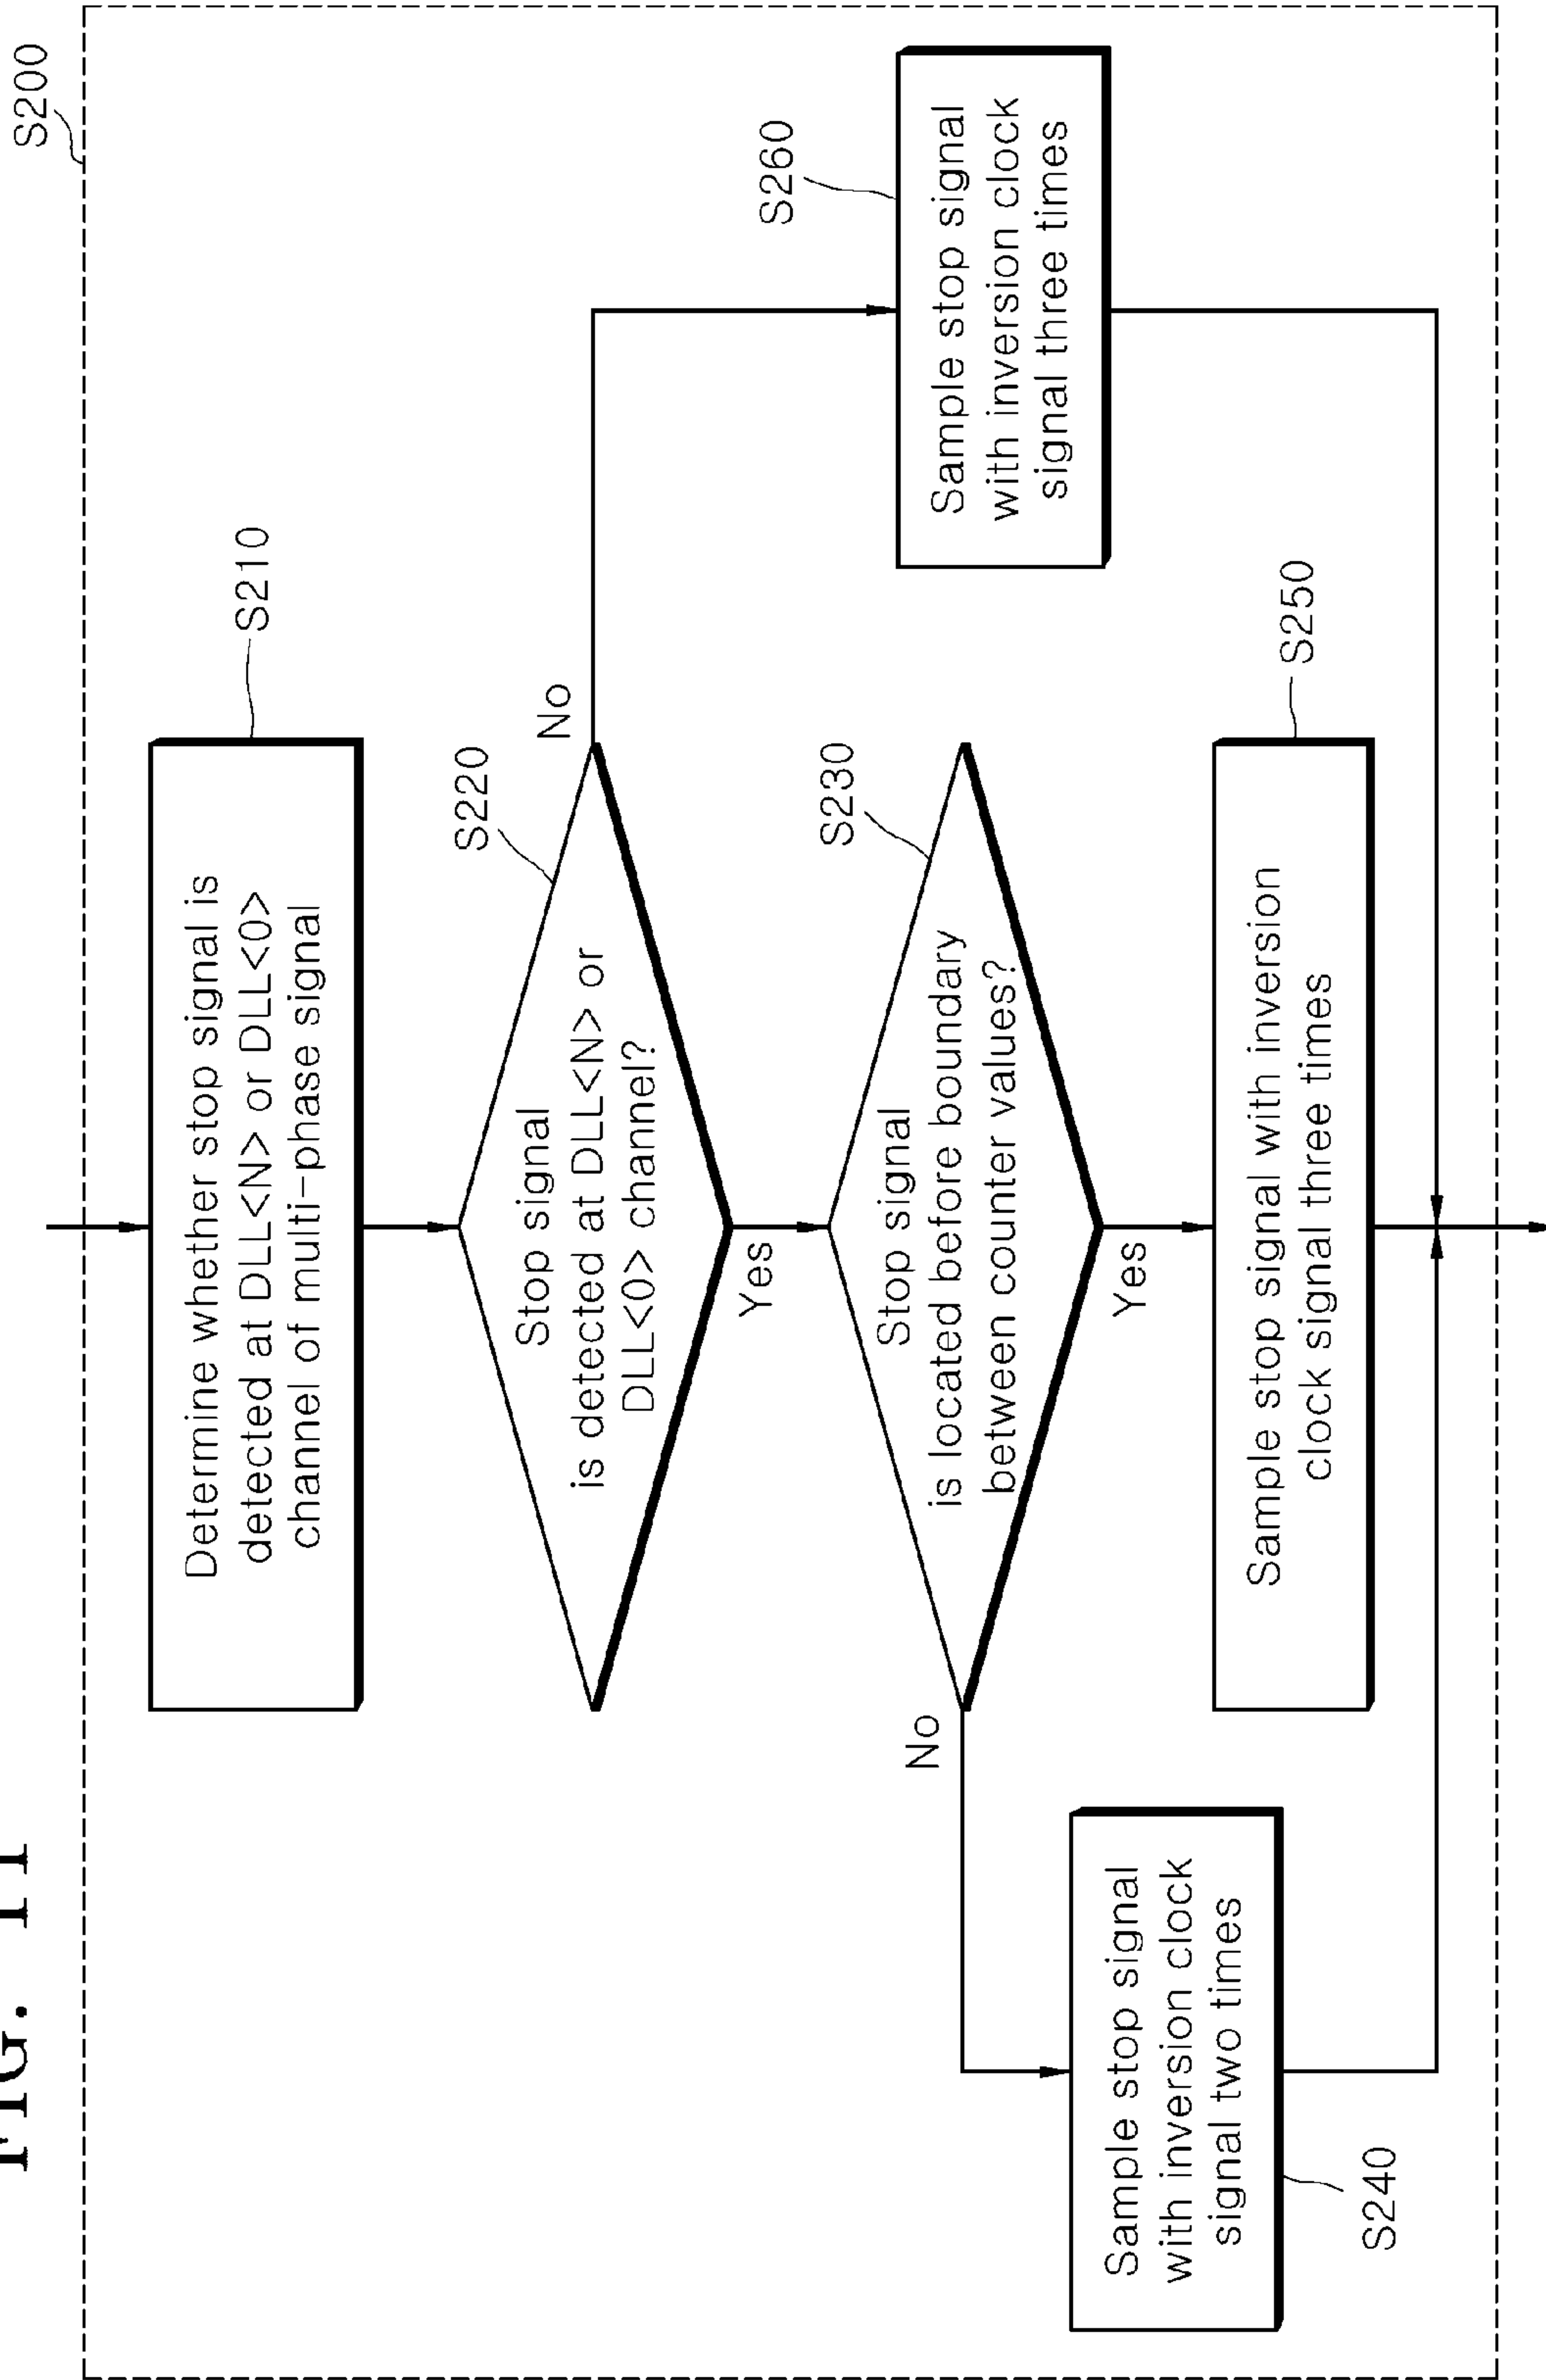 FIG. 11
S200
Determine whether stop signal is
detected at DLL<N> or DLL<0>
channel of multi-phase signal
S210
Stop signal
is detected at DLL<N> or
DLL<0> channel?
S220
No
Yes
Stop signal
is located before boundary
between counter values?
S230
No
Yes
Sample stop signal
with inversion clock
signal two times
S240
Sample stop signal with inversion
clock signal three times
S250
Sample stop signal
with inversion clock
signal three times
S260